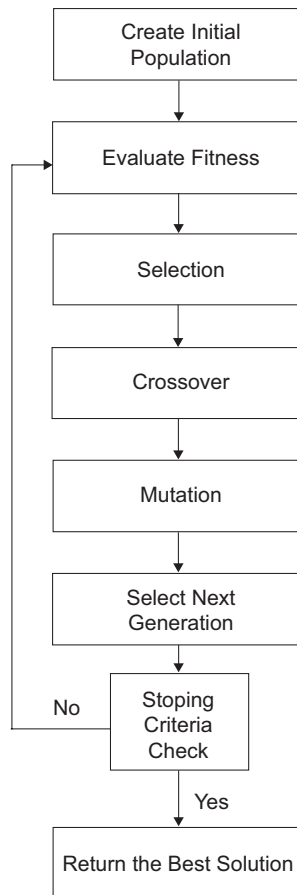 Create Initial
Population
Evaluate Fitness
Selection
Crossover
Mutation
Select Next
Generation
Stoping
Criteria
Check
No
Yes
Return the Best Solution